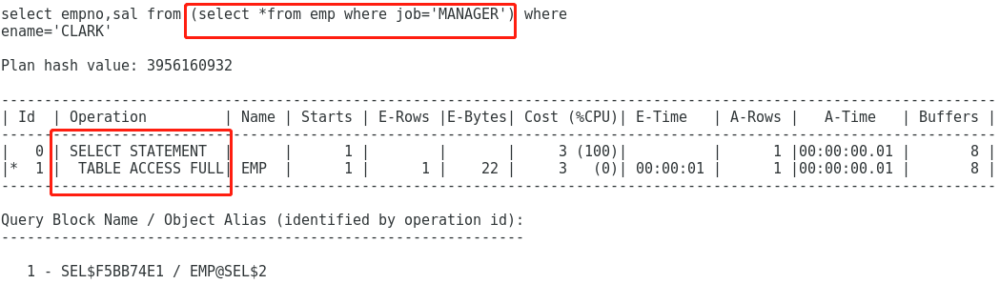 select empno,sal from (select *from emp where job='MANAGER') where
ename='CLARK'
Plan hash value: 3956160932
---------------------------------------------------------------------------------------------------------------------
| Id  | Operation         | Name | Starts | E-Rows |E-Bytes| Cost (%CPU)| E-Time   | A-Rows |   A-Time   | Buffers |
---------------------------------------------------------------------------------------------------------------------
|   0 | SELECT STATEMENT  |      |      1 |        |       |     3 (100)|          |      1 |00:00:00.01 |       8 |
|*  1 |  TABLE ACCESS FULL| EMP  |      1 |      1 |    22 |     3   (0)| 00:00:01 |      1 |00:00:00.01 |       8 |
---------------------------------------------------------------------------------------------------------------------
Query Block Name / Object Alias (identified by operation id):
-------------------------------------------------------------
   1 - SEL$F5BB74E1 / EMP@SEL$2